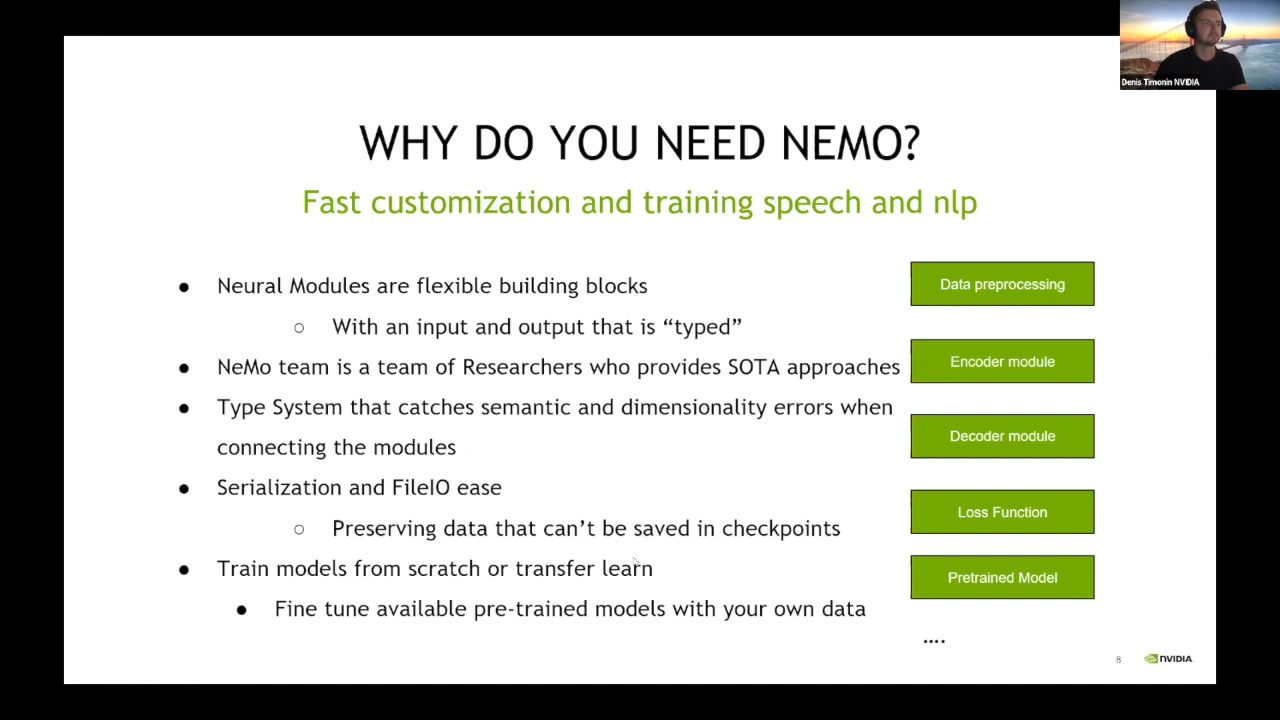 Denis Timonin NVIDIA
WHY DO YOU NEED NEMO?
Fast customization and training speech and nlp
● Neural Modules are flexible building blocks
○ With an input and output that is “typed”
● NeMo team is a team of Researchers who provides SOTA approaches
● Type System that catches semantic and dimensionality errors when
connecting the modules
● Serialization and FileIO ease
○ Preserving data that can’t be saved in checkpoints
● Train models from scratch or transfer learn
● Fine tune available pre-trained models with your own data
Data preprocessing
Encoder module
Decoder module
Loss Function
Pretrained Model
....
8
NVIDIA